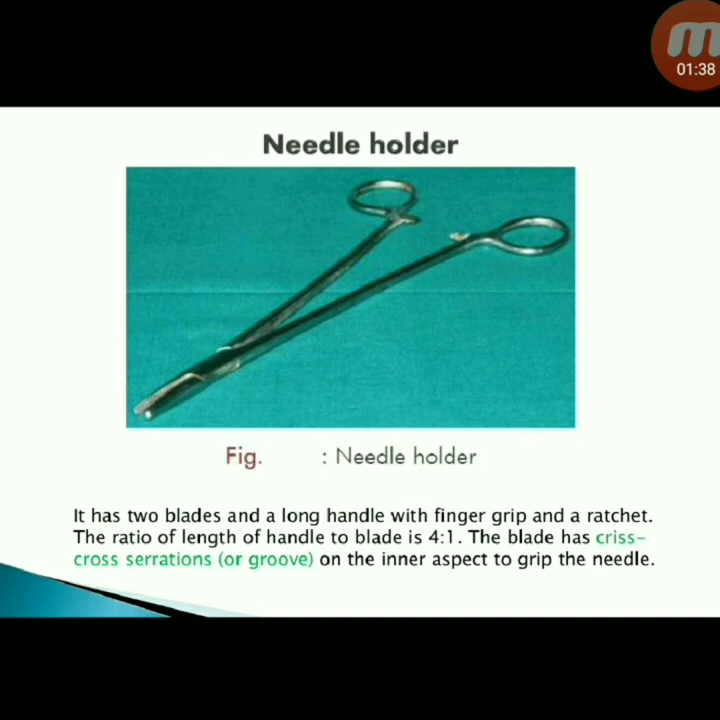 01:38
Needle holder
Fig. : Needle holder
It has two blades and a long handle with finger grip and a ratchet.
The ratio of length of handle to blade is 4:1. The blade has criss-
cross serrations (or groove) on the inner aspect to grip the needle.